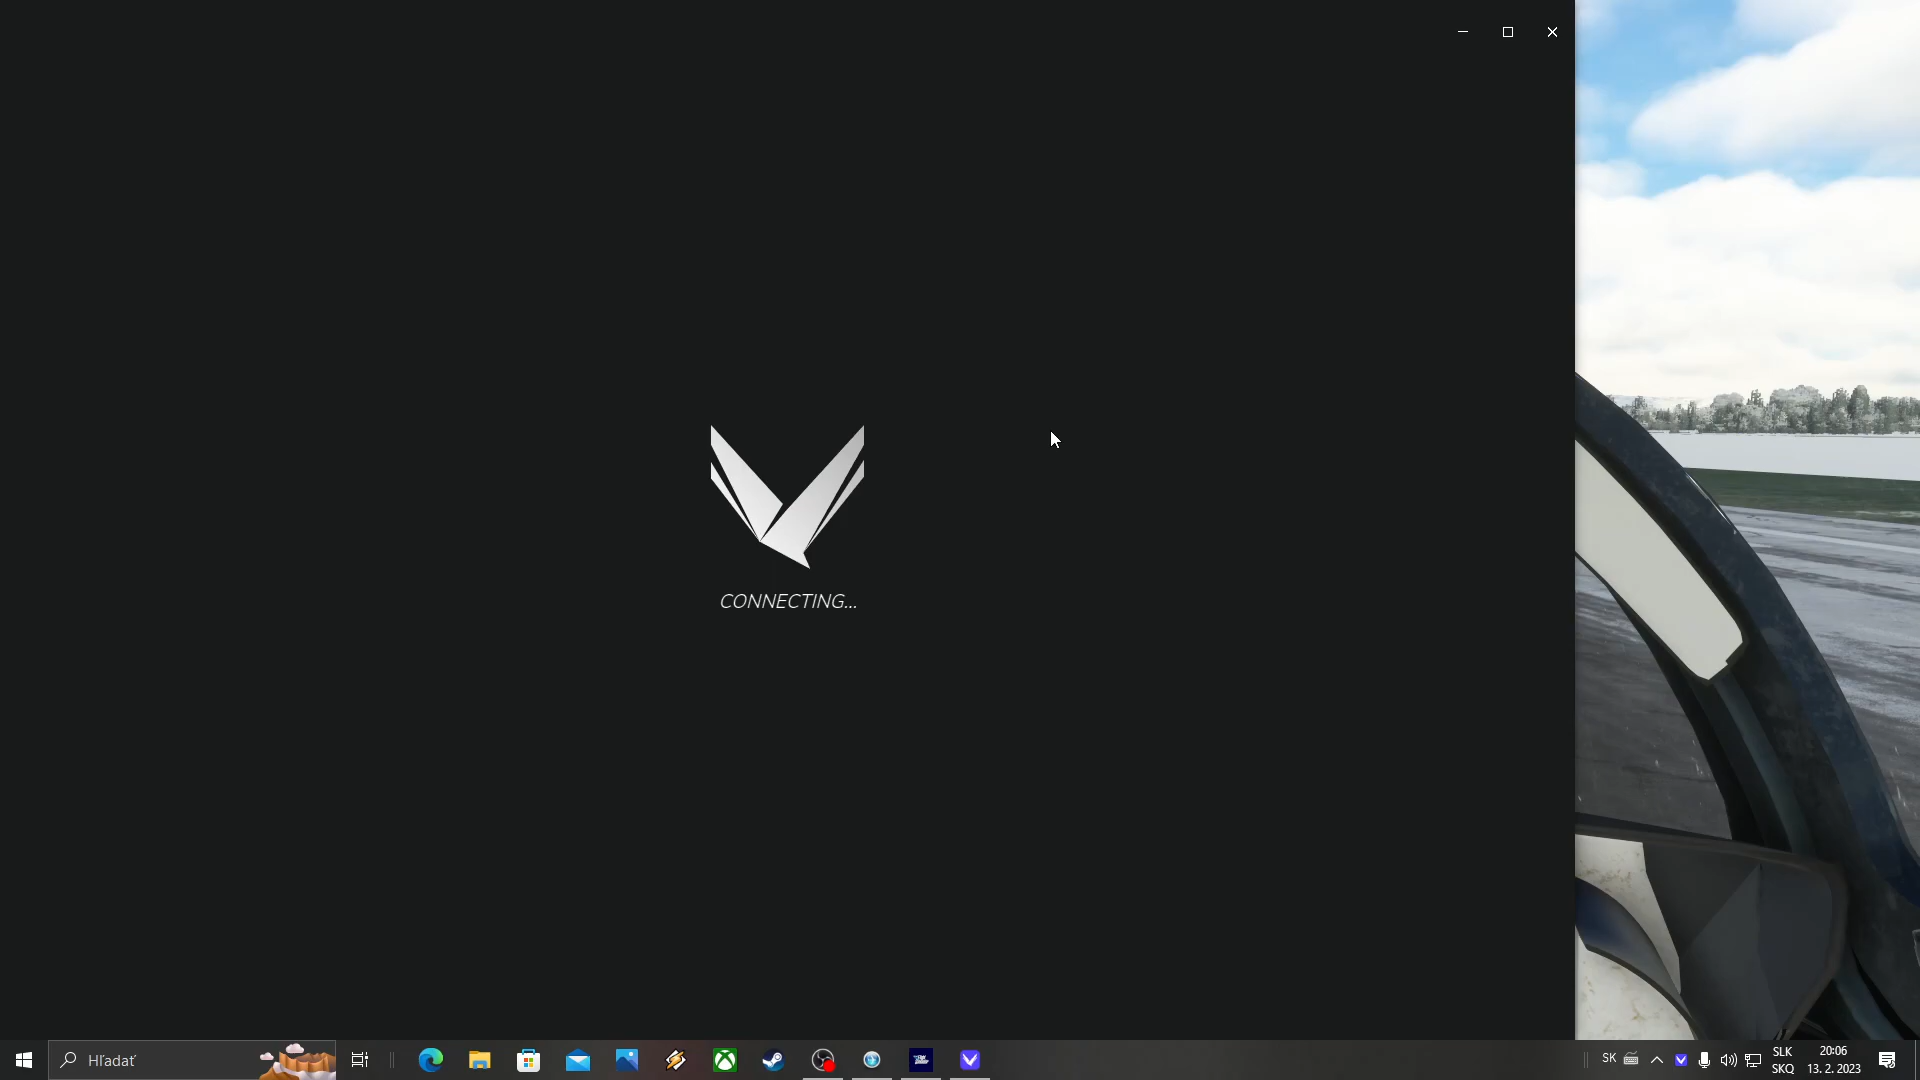 CONNECTING...
Hľadať
SK
SLK
SKQ
20:06
13. 2. 2023